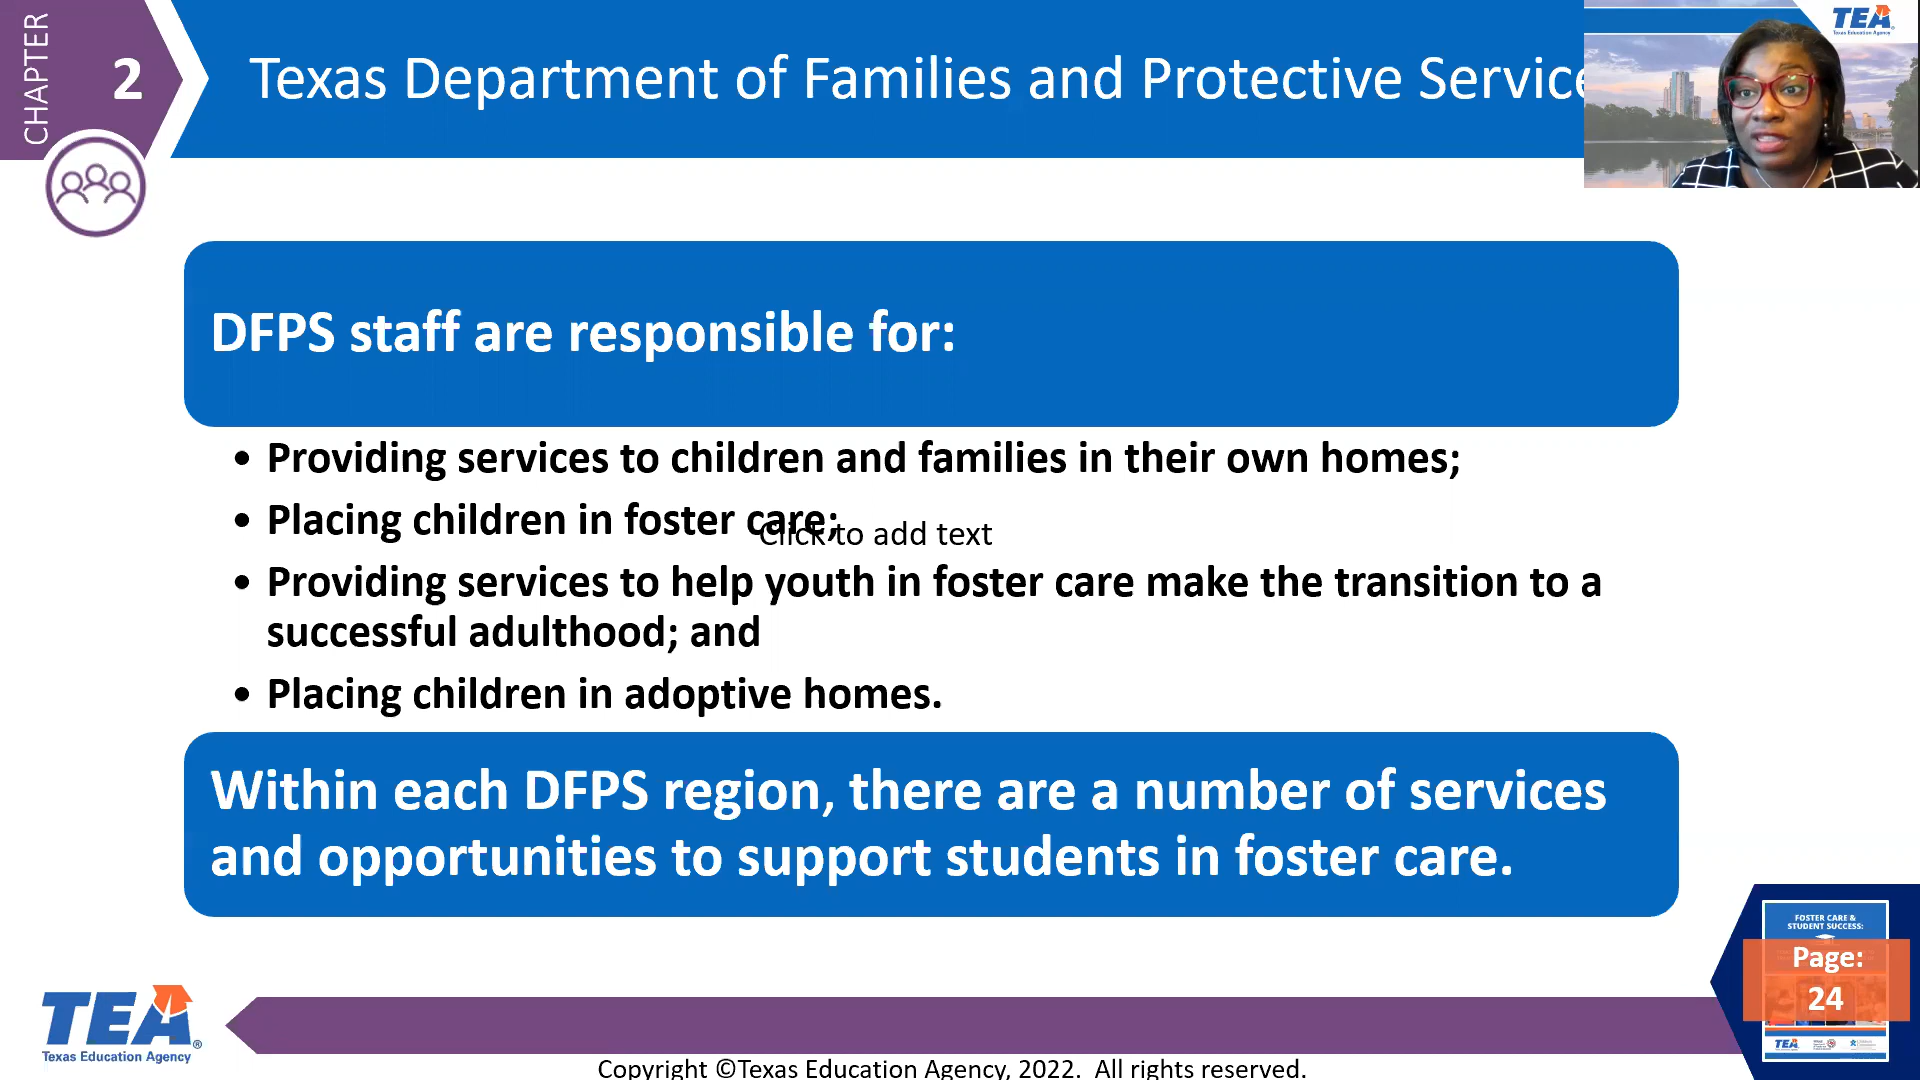 CHAPTER
2
Texas Department of Families and Protective Service
TEA
Texas Education Agency
DFPS staff are responsible for:
• Providing services to children and families in their own homes;
• Placing children in foster care;
Click to add text
• Providing services to help youth in foster care make the transition to a
successful adulthood; and
• Placing children in adoptive homes.
Within each DFPS region, there are a number of services
and opportunities to support students in foster care.
FOSTER CARE &
STUDENT SUCCESS:
Page:
24
TEA
TEA®
Texas Education Agency
Copyright ©Texas Education Agency, 2022. All rights reserved.